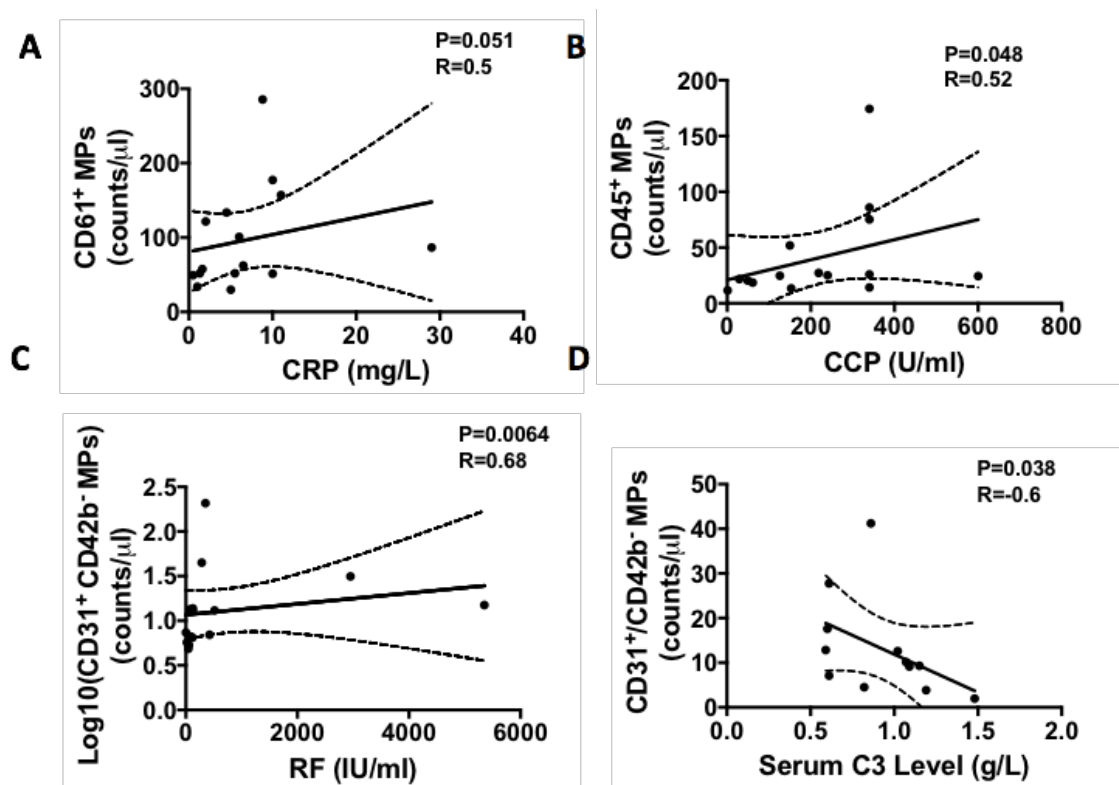 A
P=0.051
R=0.5
CD61⁺ MPs
(counts/µl)
300
200
100
0
0 10 20 30 40
CRP (mg/L)
B
P=0.048
R=0.52
CD45⁺ MPs
(counts/µl)
200
150
100
50
0
0 200 400 600 800
CCP (U/ml)
C
P=0.0064
R=0.68
Log10(CD31⁺ CD42b⁻ MPs)
(counts/µl)
2.5
2.0
1.5
1.0
0.5
0.0
0 2000 4000 6000
RF (IU/ml)
D
P=0.038
R=-0.6
CD31⁺/CD42b⁻ MPs
(counts/µl)
50
40
30
20
10
0
0.0 0.5 1.0 1.5 2.0
Serum C3 Level (g/L)